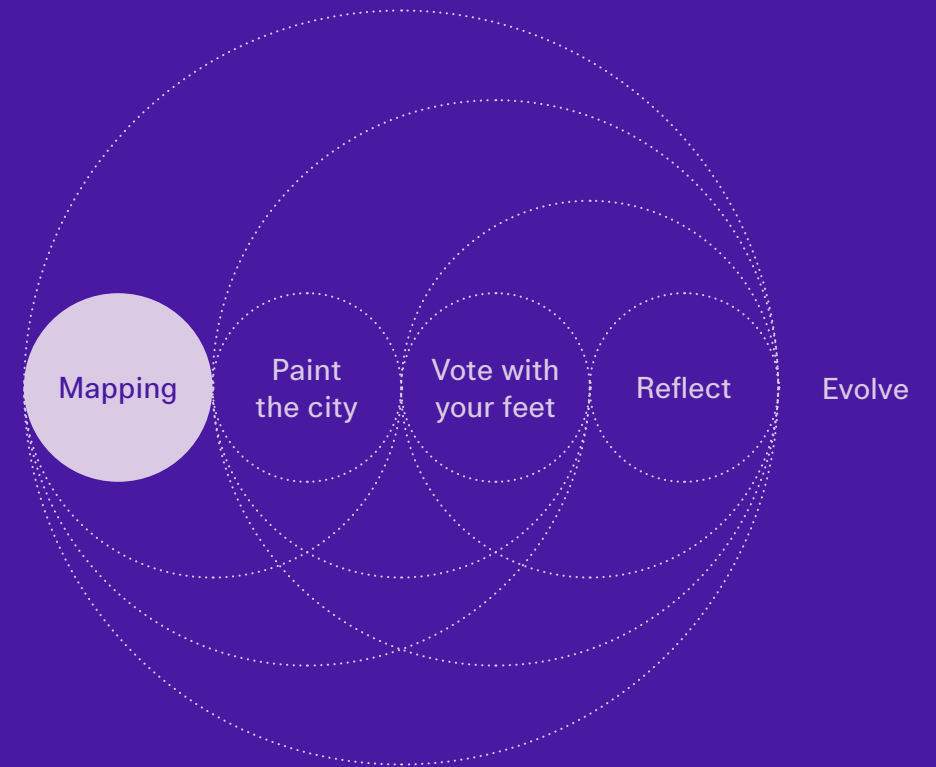 Mapping
Paint
the city
Vote with
your feet
Reflect
Evolve